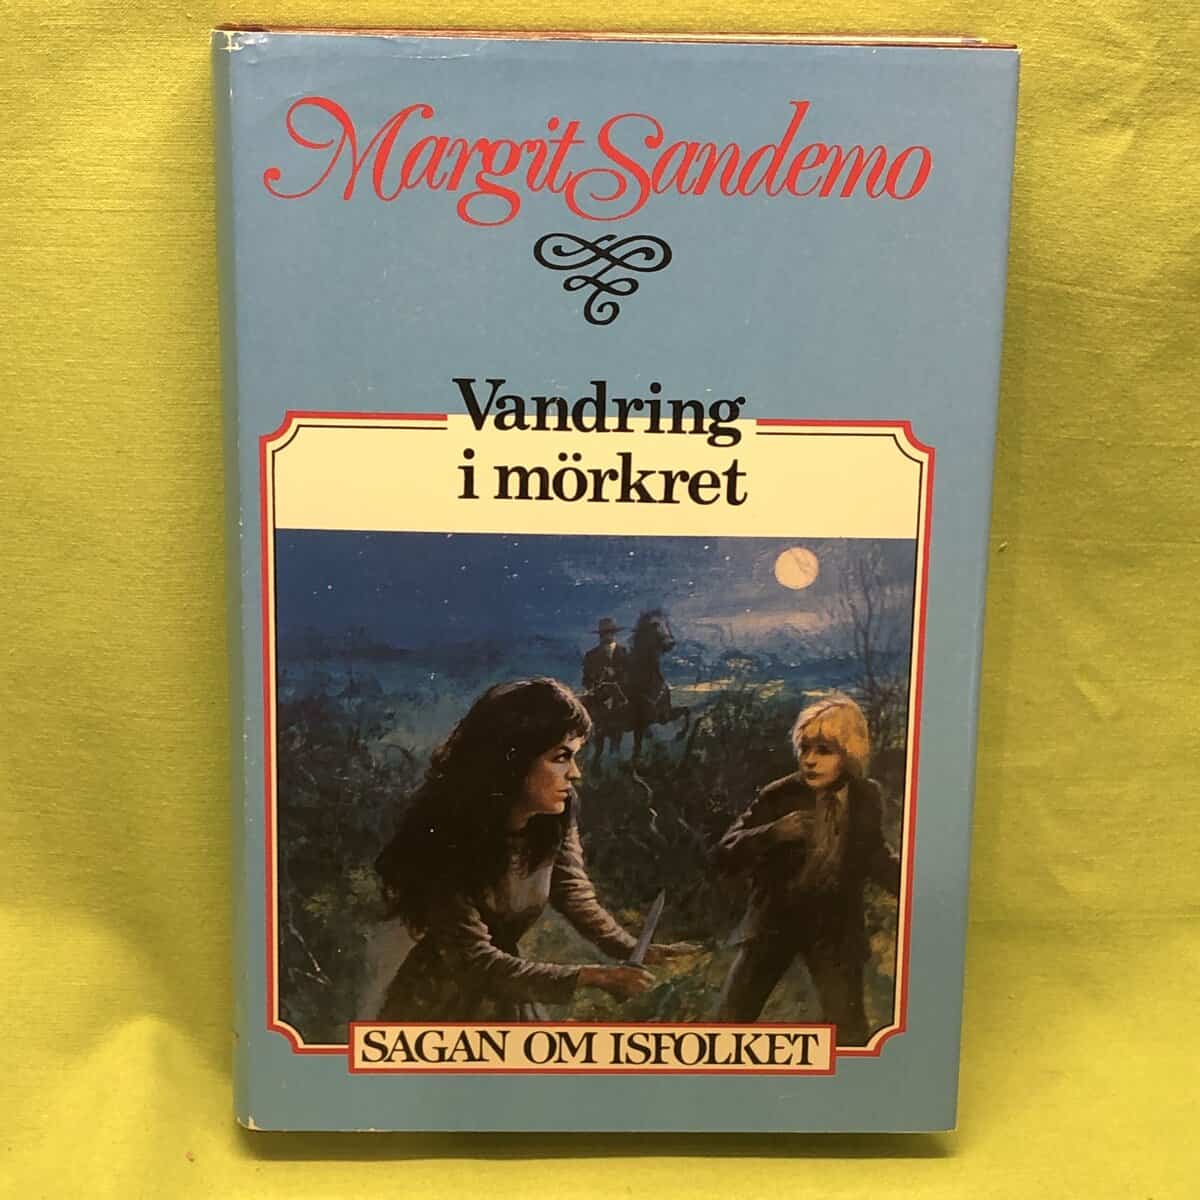 Margit Sandemo
Vandring
i mörkret
SAGAN OM ISFOLKET